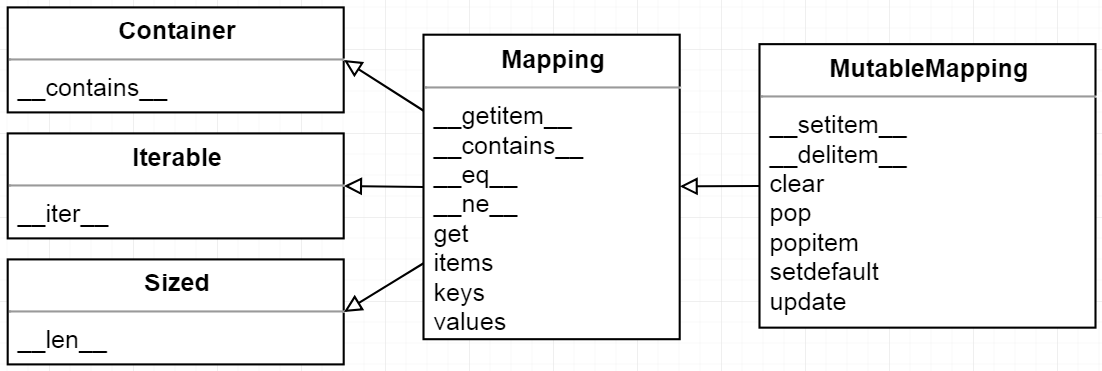 Container
__contains__
Iterable
__iter__
Sized
__len__
Mapping
__getitem__
__contains__
__eq__
__ne__
get
items
keys
values
MutableMapping
__setitem__
__delitem__
clear
pop
popitem
setdefault
update